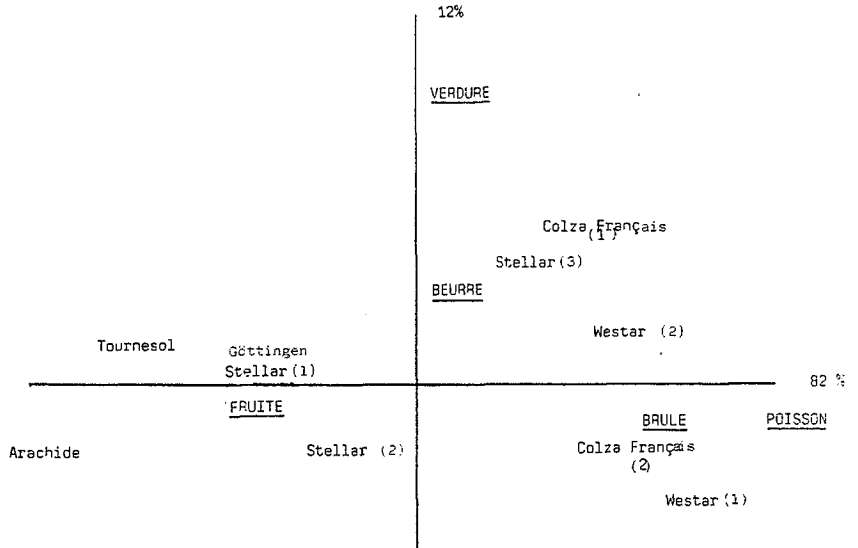 12%
VERDURE
Colza Français
(1)
Stellar (3)
BEURRE
Westar (2)
Tournesol
Göttingen
Stellar (1)
82 %
FRUITE
BRULE
POISSON
Arachide
Stellar (2)
Colza Français
(2)
Westar (1)